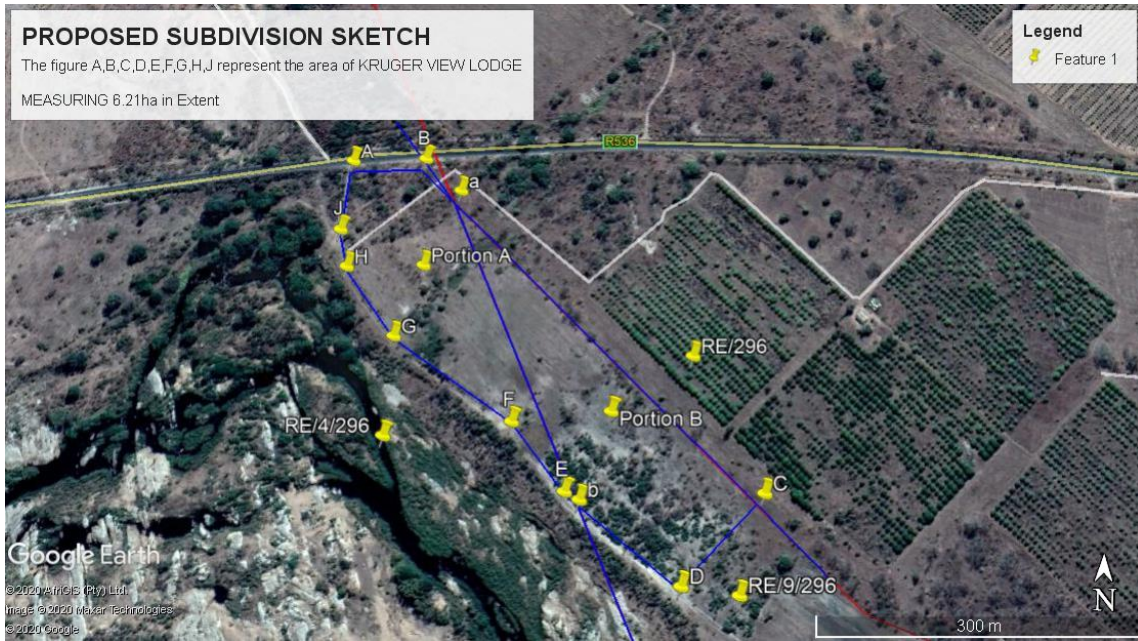 PROPOSED SUBDIVISION SKETCH
The figure A,B,C,D,E,F,G,H,J represent the area of KRUGER VIEW LODGE
MEASURING 6.21ha in Extent
Legend
Feature 1
A
B
R536
a
J
H
Portion A
G
RE/296
F
Portion B
RE/4/296
E
b
C
D
RE/9/296
Google Earth
©2020 AfriGIS (Pty) Ltd.
Image © 2020 Maxar Technologies
© 2020 Google
N
300 m